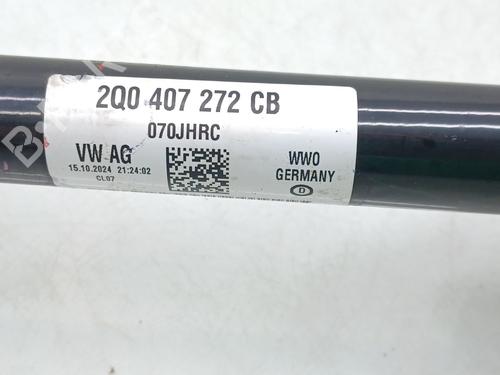 2Q0 407 272 CB
070JHRC
VW AG
15.10.2024 21:24:02
CL07
WWO
GERMANY
D